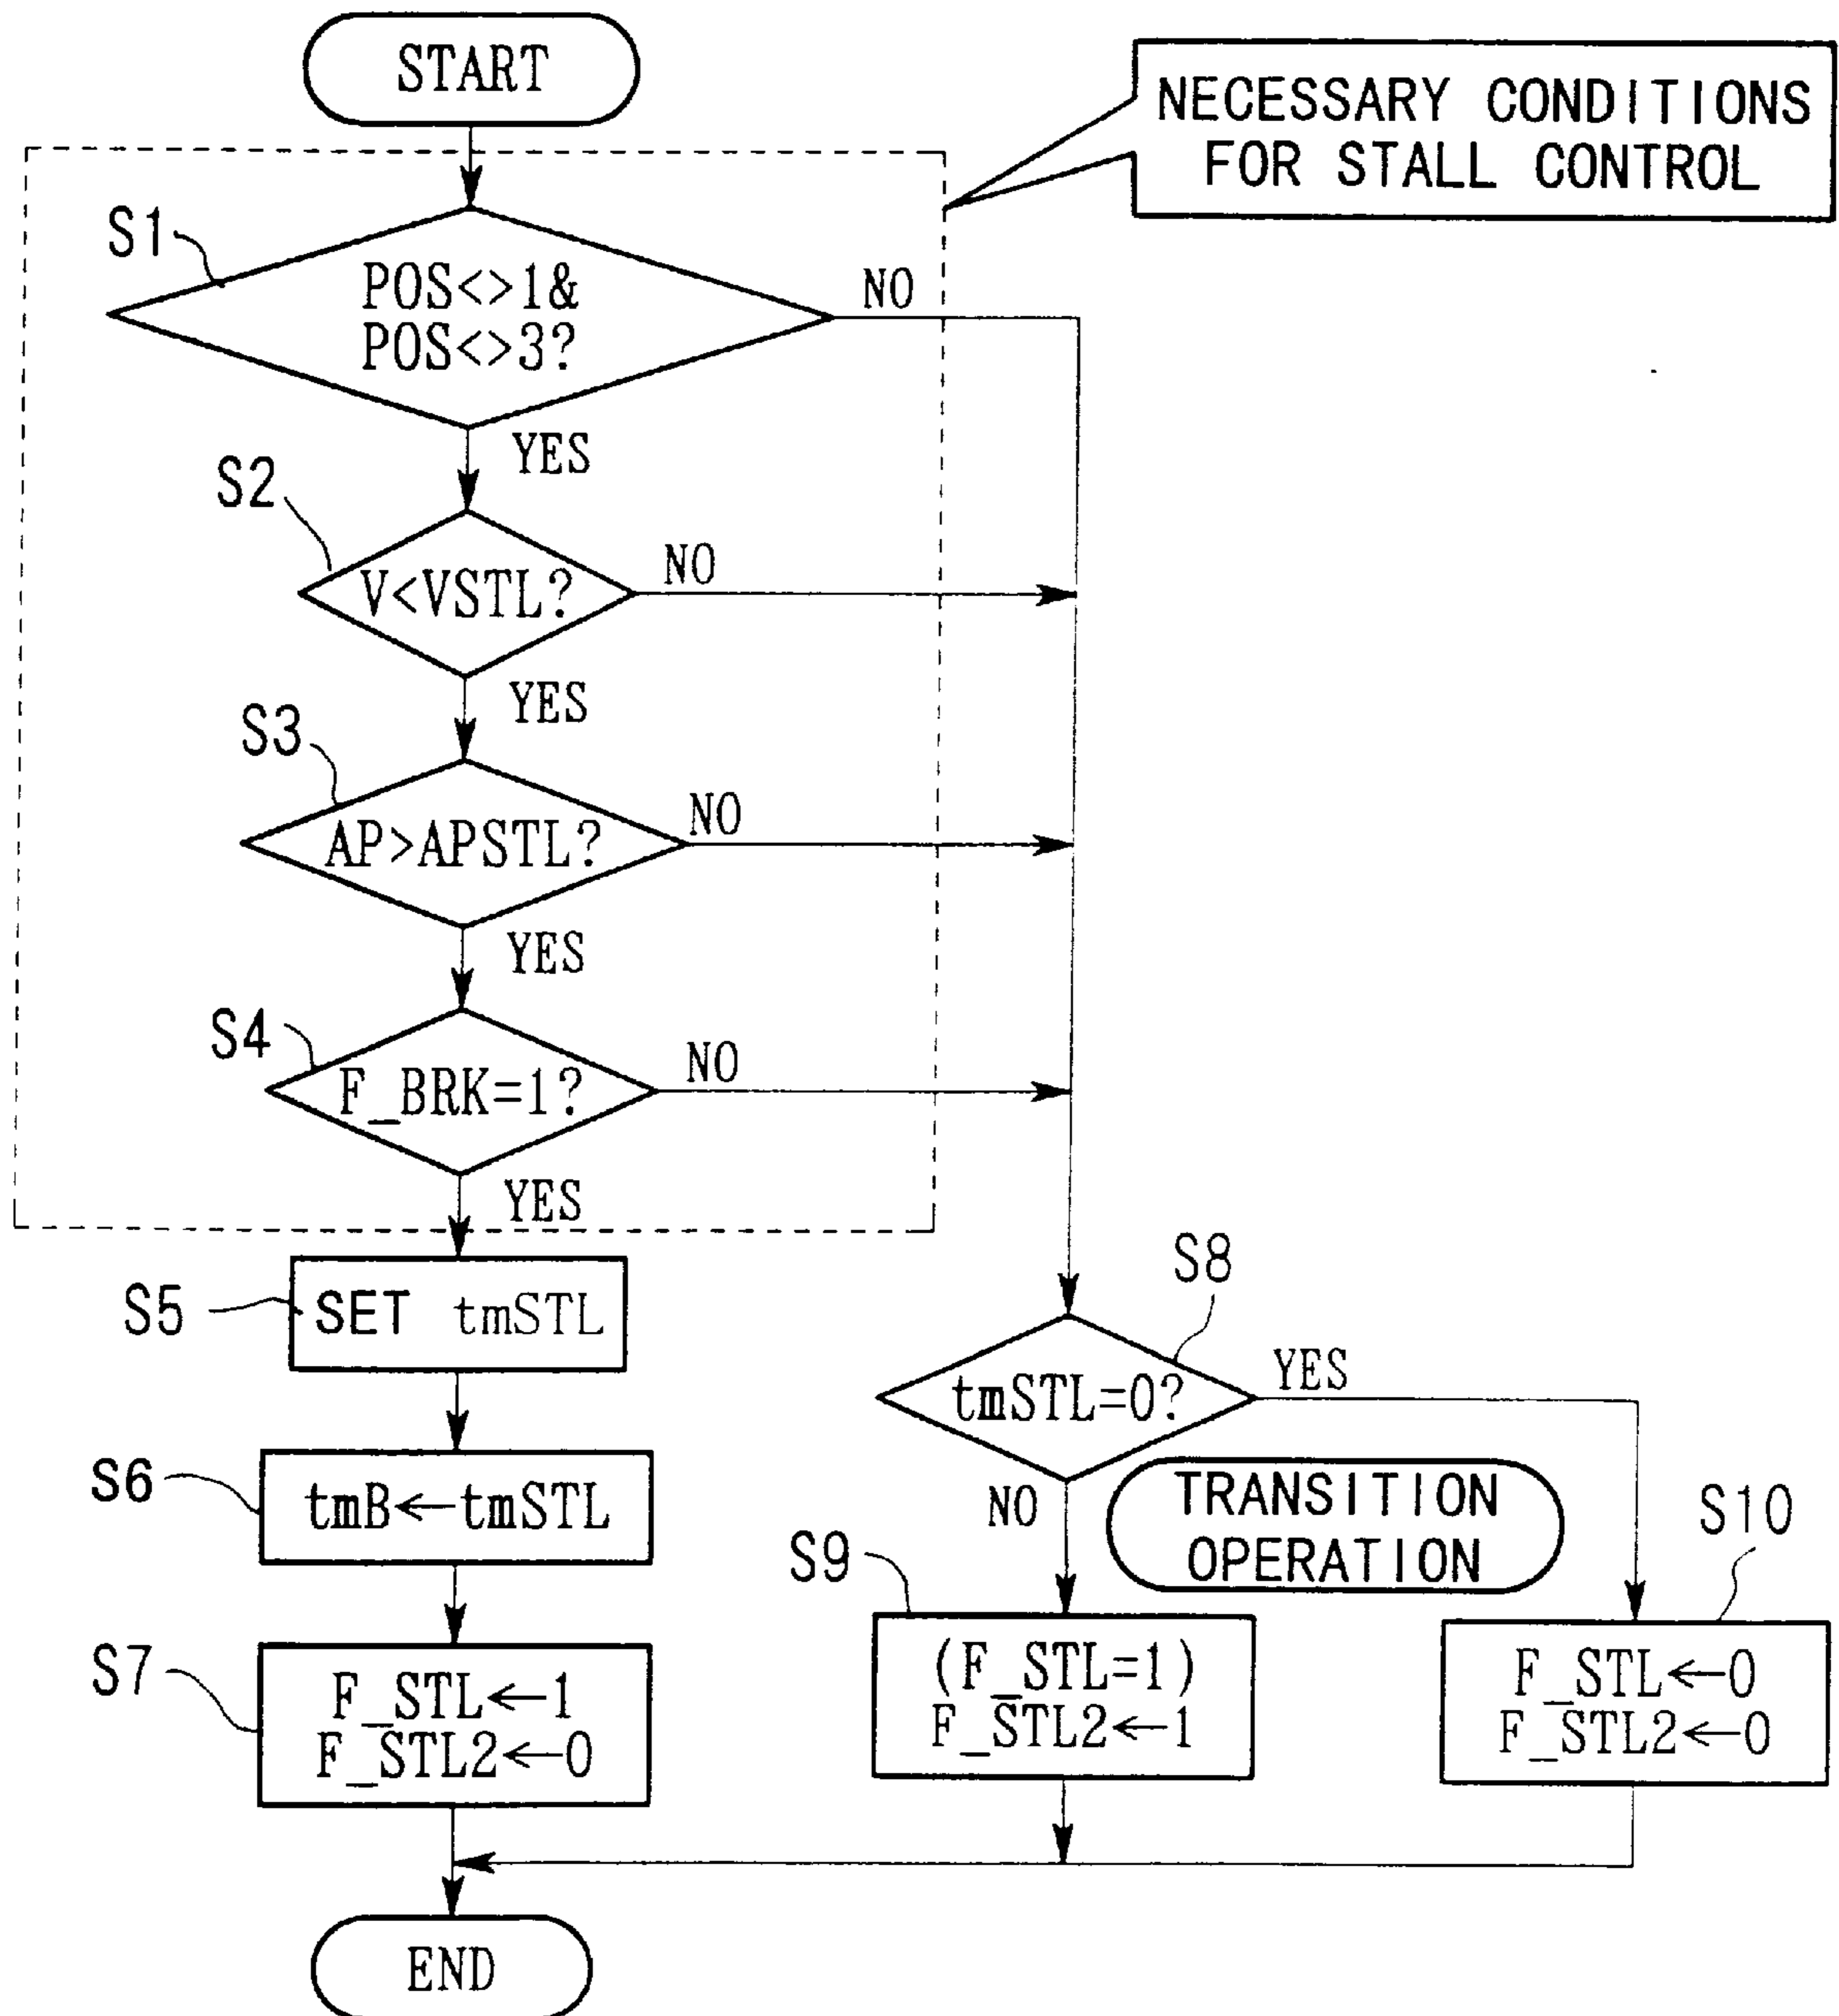 START
NECESSARY CONDITIONS
FOR STALL CONTROL
S1
POS<>1&
POS<>3?
NO
YES
S2
V<VSTL?
NO
YES
S3
AP>APSTL?
NO
YES
S4
F_BRK=1?
NO
YES
S5
SET tmSTL
S8
tmSTL=0?
YES
NO
S6
tmB←tmSTL
TRANSITION
OPERATION
S9
S10
S7
F_STL←1
F_STL2←0
(F_STL=1)
F_STL2←1
F_STL←0
F_STL2←0
END